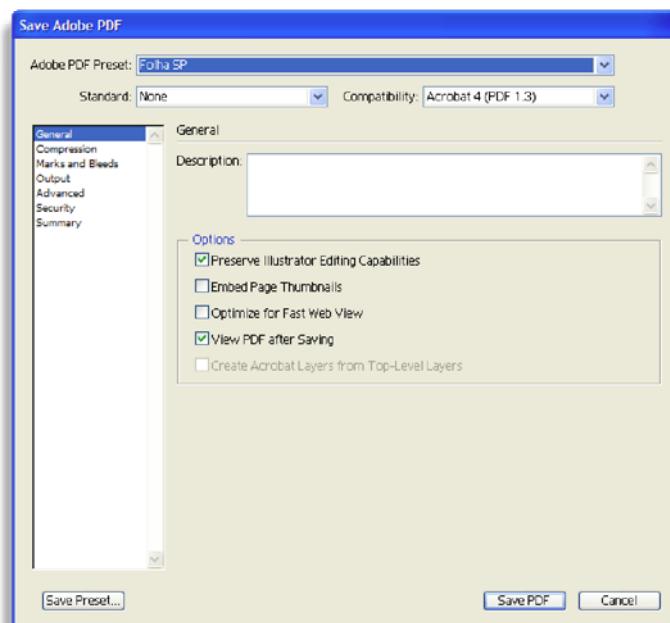 Save Adobe PDF
Adobe PDF Preset: Folha SP
Standard: None Compatibility: Acrobat 4 (PDF 1.3)
General
Compression
Marks and Bleeds
Output
Advanced
Security
Summary
General
Description:
Options
Preserve Illustrator Editing Capabilities
Embed Page Thumbnails
Optimize for Fast Web View
View PDF after Saving
Create Acrobat Layers from Top-Level Layers
Save Preset... Save PDF Cancel